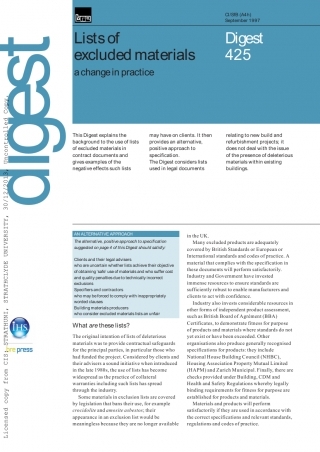 CI/SfB (A4h)
September 1997
Lists of
excluded materials
a change in practice
Digest
425
digest
This Digest explains the
background to the use of lists
of excluded materials in
contract documents and
gives examples of the
negative effects such lists
may have on clients. It then
provides an alternative,
positive approach to
specification.
The Digest considers lists
used in legal documents
relating to new build and
refurbishment projects; it
does not deal with the issue
of the presence of deleterious
materials within existing
buildings.
AN ALTERNATIVE APPROACH
The alternative, positive approach to specification
suggested on page 4 of this Digest should satisfy:
Clients and their legal advisers
who are uncertain whether lists achieve their objective
of obtaining 'safe' use of materials and who suffer cost
and quality penalties due to technically incorrect
exclusions
Specifiers and contractors
who may be forced to comply with inappropriately
worded clauses
Building materials producers
who consider excluded materials lists an unfair
What are these lists?
The original intention of lists of deleterious
materials was to provide contractual safeguards
for the principal parties, in particular those who
had funded the project. Considered by clients and
their advisers a sound initiative when introduced
in the late 1980s, the use of lists has become
widespread as the practice of collateral
warranties including such lists has spread
through the industry.
Some materials in exclusion lists are covered
by legislation that bans their use, for example
crocidolite and amosite asbestos; their
appearance in an exclusion list would be
meaningless because they are no longer available
in the UK.
Many excluded products are adequately
covered by British Standards or European or
International standards and codes of practice. A
material that complies with the specification in
these documents will perform satisfactorily.
Industry and Government have invested
immense resources to ensure standards are
sufficiently robust to enable manufacturers and
clients to act with confidence.
Industry also invests considerable resources in
other forms of independent product assessment,
such as British Board of Agrément (BBA)
Certificates, to demonstrate fitness for purpose
of products and materials where standards do not
yet exist or have been exceeded. Other
organisations also produce generally recognised
specifications for products; they include
National House Building Council (NHBC),
Housing Association Property Mutual Limited
(HAPM) and Zurich Municipal. Finally, there are
checks provided under Building, CDM and
Health and Safety Regulations whereby legally
binding requirements for fitness for purpose are
established for products and materials.
Materials and products will perform
satisfactorily if they are used in accordance with
the correct specifications and relevant standards,
regulations and codes of practice.
IHS
press
Licensed copy from CIS: STRATHUNI, STRATHCLYDE UNIVERSITY, 30/12/2013, Uncontrolled Copy.